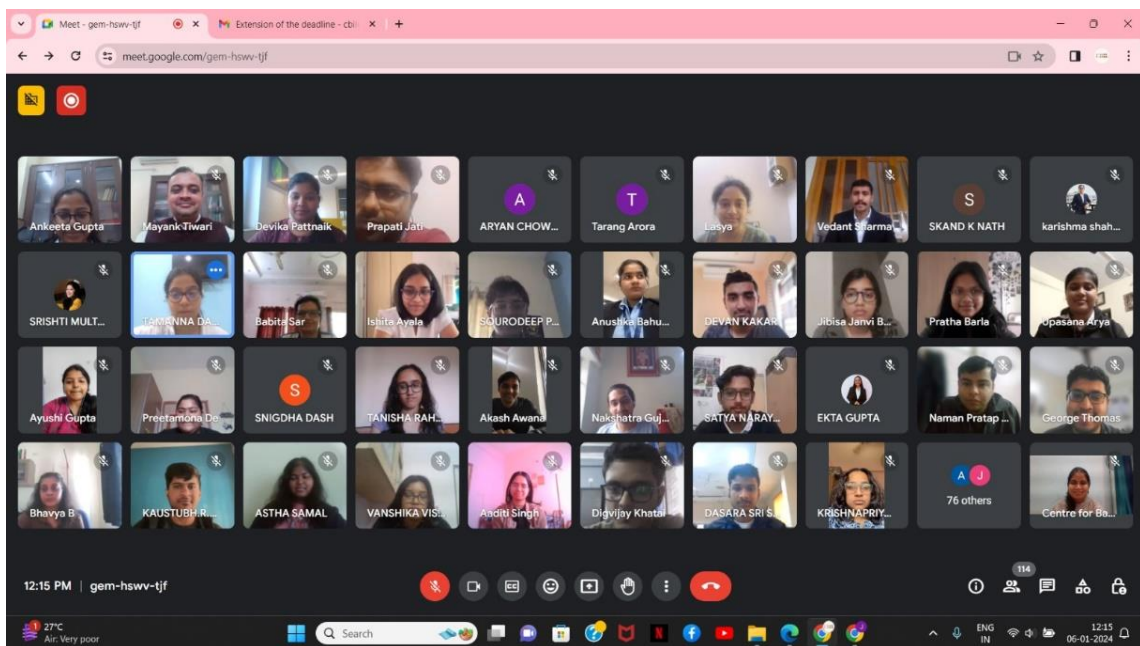 Meet - gem-hswv-tjf
Extension of the deadline - cbi
meet.google.com/gem-hswv-tjf
Ankeeta Gupta
Mayank Tiwari
Devika Pattnaik
Prapati Jati
A
ARYAN CHOW...
T
Tarang Arora
Lasya
Vedant Sharma
S
SKAND K NATH
karishma shah...
SRISHTI MULT...
TAMANNA DA...
Babita Sar
Ishita Ayala
SOURODEEP P...
Anushka Bahu...
DEVAN KAKAR
Jibisa Janvi B...
Pratha Barla
Upasana Arya
Ayushi Gupta
Preetamona De
S
SNIGDHA DASH
TANISHA RAH...
Akash Awana
Nakshatra Guj...
SATYA NARAY...
EKTA GUPTA
Naman Pratap ...
George Thomas
Bhavya B
KAUSTUBH R...
ASTHA SAMAL
VANSHIKA VIS...
Aaditi Singh
Digvijay Khatal
DASARA SRI S...
KRISHNAPRIY...
A J
76 others
Centre for Ba...
12:15 PM | gem-hswv-tjf
CC
114
27°C
Air: Very poor
Search
ENG
IN
12:15
06-01-2024